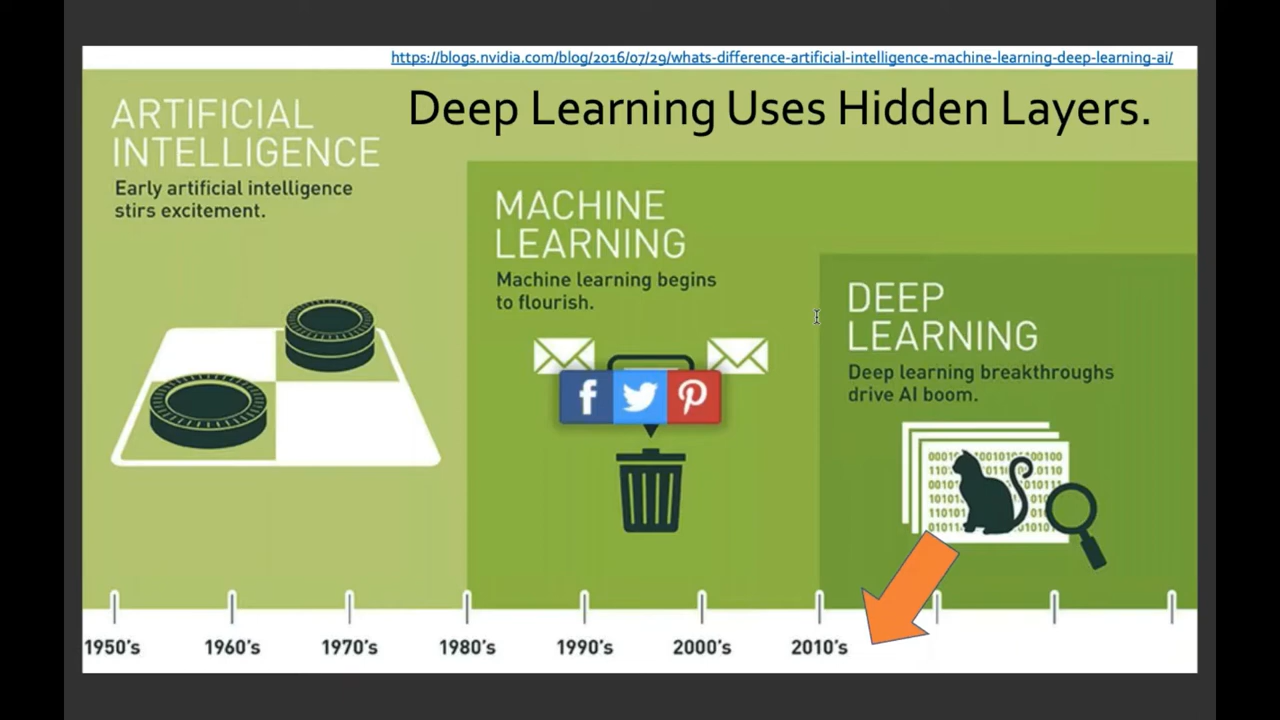 https://blogs.nvidia.com/blog/2016/07/29/whats-difference-artificial-intelligence-machine-learning-deep-learning-ai/
Deep Learning Uses Hidden Layers.
ARTIFICIAL
INTELLIGENCE
Early artificial intelligence
stirs excitement.
MACHINE
LEARNING
Machine learning begins
to flourish.
DEEP
LEARNING
Deep learning breakthroughs
drive AI boom.
1950's 1960's 1970's 1980's 1990's 2000's 2010's